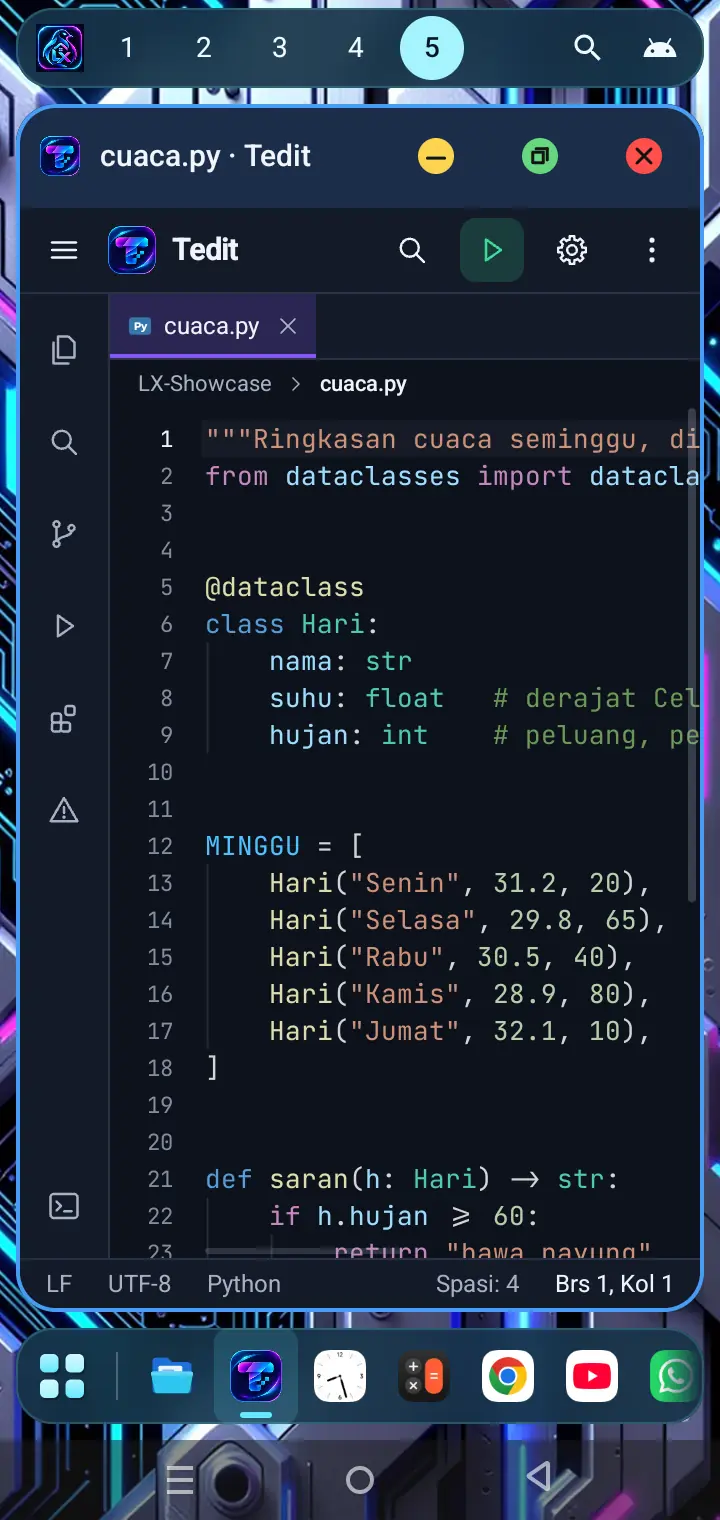 1 2 3 4 5
cuaca.py · Tedit
Tedit
Py cuaca.py
LX-Showcase > cuaca.py
1 """Ringkasan cuaca seminggu, di
2 from dataclasses import datacla
3
4
5 @dataclass
6 class Hari:
7 nama: str
8 suhu: float # derajat Cel
9 hujan: int # peluang, pe
10
11
12 MINGGU = [
13 Hari("Senin", 31.2, 20),
14 Hari("Selasa", 29.8, 65),
15 Hari("Rabu", 30.5, 40),
16 Hari("Kamis", 28.9, 80),
17 Hari("Jumat", 32.1, 10),
18 ]
19
20
21 def saran(h: Hari) -> str:
22 if h.hujan >= 60:
23 return "bawa payung"
LF UTF-8 Python Spasi: 4 Brs 1, Kol 1